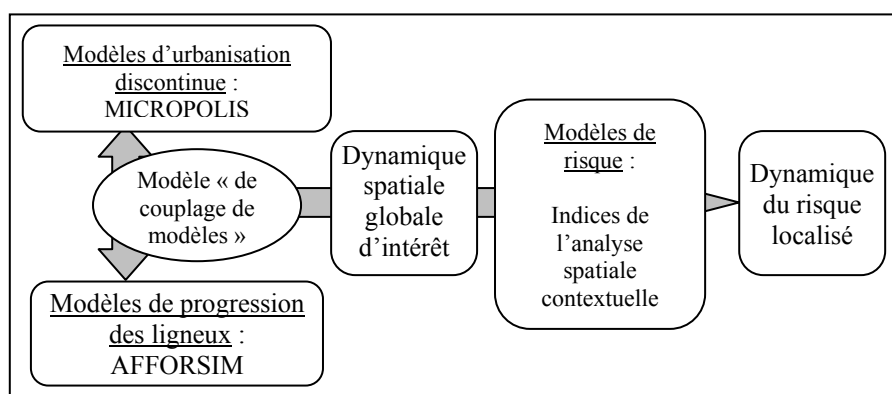 Modèles d’urbanisation
discontinue :
MICROPOLIS
Modèle « de
couplage de
modèles »
Modèles de progression
des ligneux :
AFFORSIM
Dynamique
spatiale
globale
d’intérêt
Modèles de
risque :
Indices de
l’analyse
spatiale
contextuelle
Dynamique
du risque
localisé